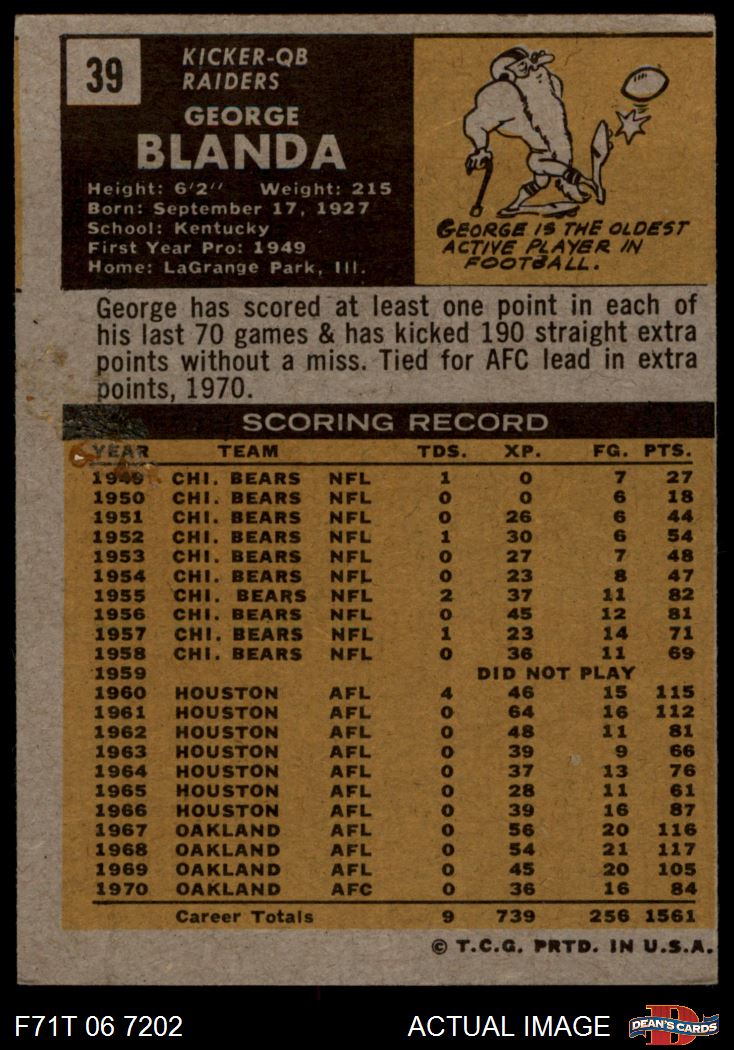 39
KICKER-QB
RAIDERS
GEORGE
BLANDA
Height: 6'2" Weight: 215
Born: September 17, 1927
School: Kentucky
First Year Pro: 1949
Home: LaGrange Park, Ill.
GEORGE IS THE OLDEST
ACTIVE PLAYER IN
FOOTBALL.
George has scored at least one point in each of
his last 70 games & has kicked 190 straight extra
points without a miss. Tied for AFC lead in extra
points, 1970.
SCORING RECORD
YEAR TEAM TDS. XP. FG. PTS.
1949 CHI. BEARS NFL 1 0 7 27
1950 CHI. BEARS NFL 0 0 6 18
1951 CHI. BEARS NFL 0 26 6 44
1952 CHI. BEARS NFL 1 30 6 54
1953 CHI. BEARS NFL 0 27 7 48
1954 CHI. BEARS NFL 0 23 8 47
1955 CHI. BEARS NFL 2 37 11 82
1956 CHI. BEARS NFL 0 45 12 81
1957 CHI. BEARS NFL 1 23 14 71
1958 CHI. BEARS NFL 0 36 11 69
1959 DID NOT PLAY
1960 HOUSTON AFL 4 46 15 115
1961 HOUSTON AFL 0 64 16 112
1962 HOUSTON AFL 0 48 11 81
1963 HOUSTON AFL 0 39 9 66
1964 HOUSTON AFL 0 37 13 76
1965 HOUSTON AFL 0 28 11 61
1966 HOUSTON AFL 0 39 16 87
1967 OAKLAND AFL 0 56 20 116
1968 OAKLAND AFL 0 54 21 117
1969 OAKLAND AFL 0 45 20 105
1970 OAKLAND AFC 0 36 16 84
Career Totals 9 739 256 1561
© T.C.G. PRTD. IN U.S.A.
F71T 06 7202 ACTUAL IMAGE DEAN'S CARDS